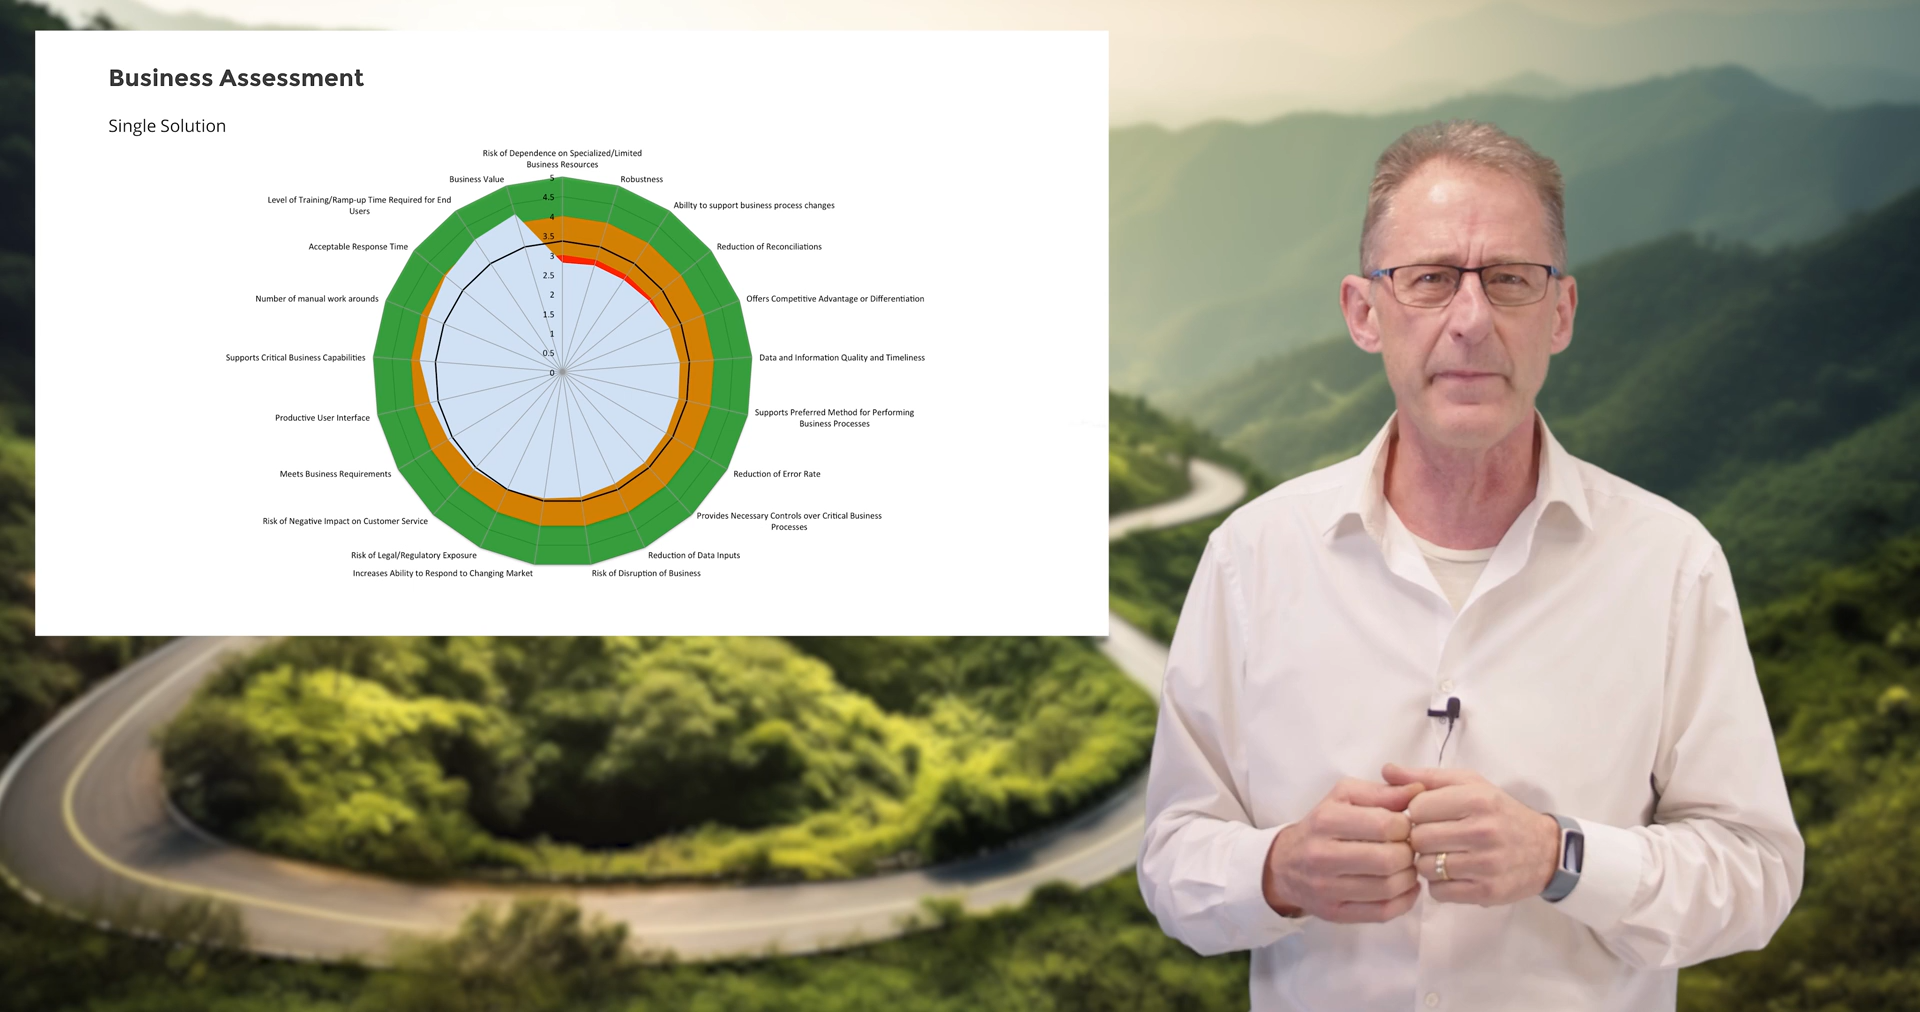 Business Assessment
Single Solution
Risk of Dependence on Specialized/Limited
Business Resources
Business Value
Robustness
Level of Training/Ramp-up Time Required for End
Users
Ability to support business process changes
Acceptable Response Time
Reduction of Reconciliations
Number of manual work arounds
Offers Competitive Advantage or Differentiation
Supports Critical Business Capabilities
Data and Information Quality and Timeliness
Productive User Interface
Supports Preferred Method for Performing
Business Processes
Meets Business Requirements
Reduction of Error Rate
Risk of Negative Impact on Customer Service
Provides Necessary Controls over Critical Business
Processes
Risk of Legal/Regulatory Exposure
Reduction of Data Inputs
Increases Ability to Respond to Changing Market
Risk of Disruption of Business
5
4.5
4
3.5
3
2.5
2
1.5
1
0.5
0